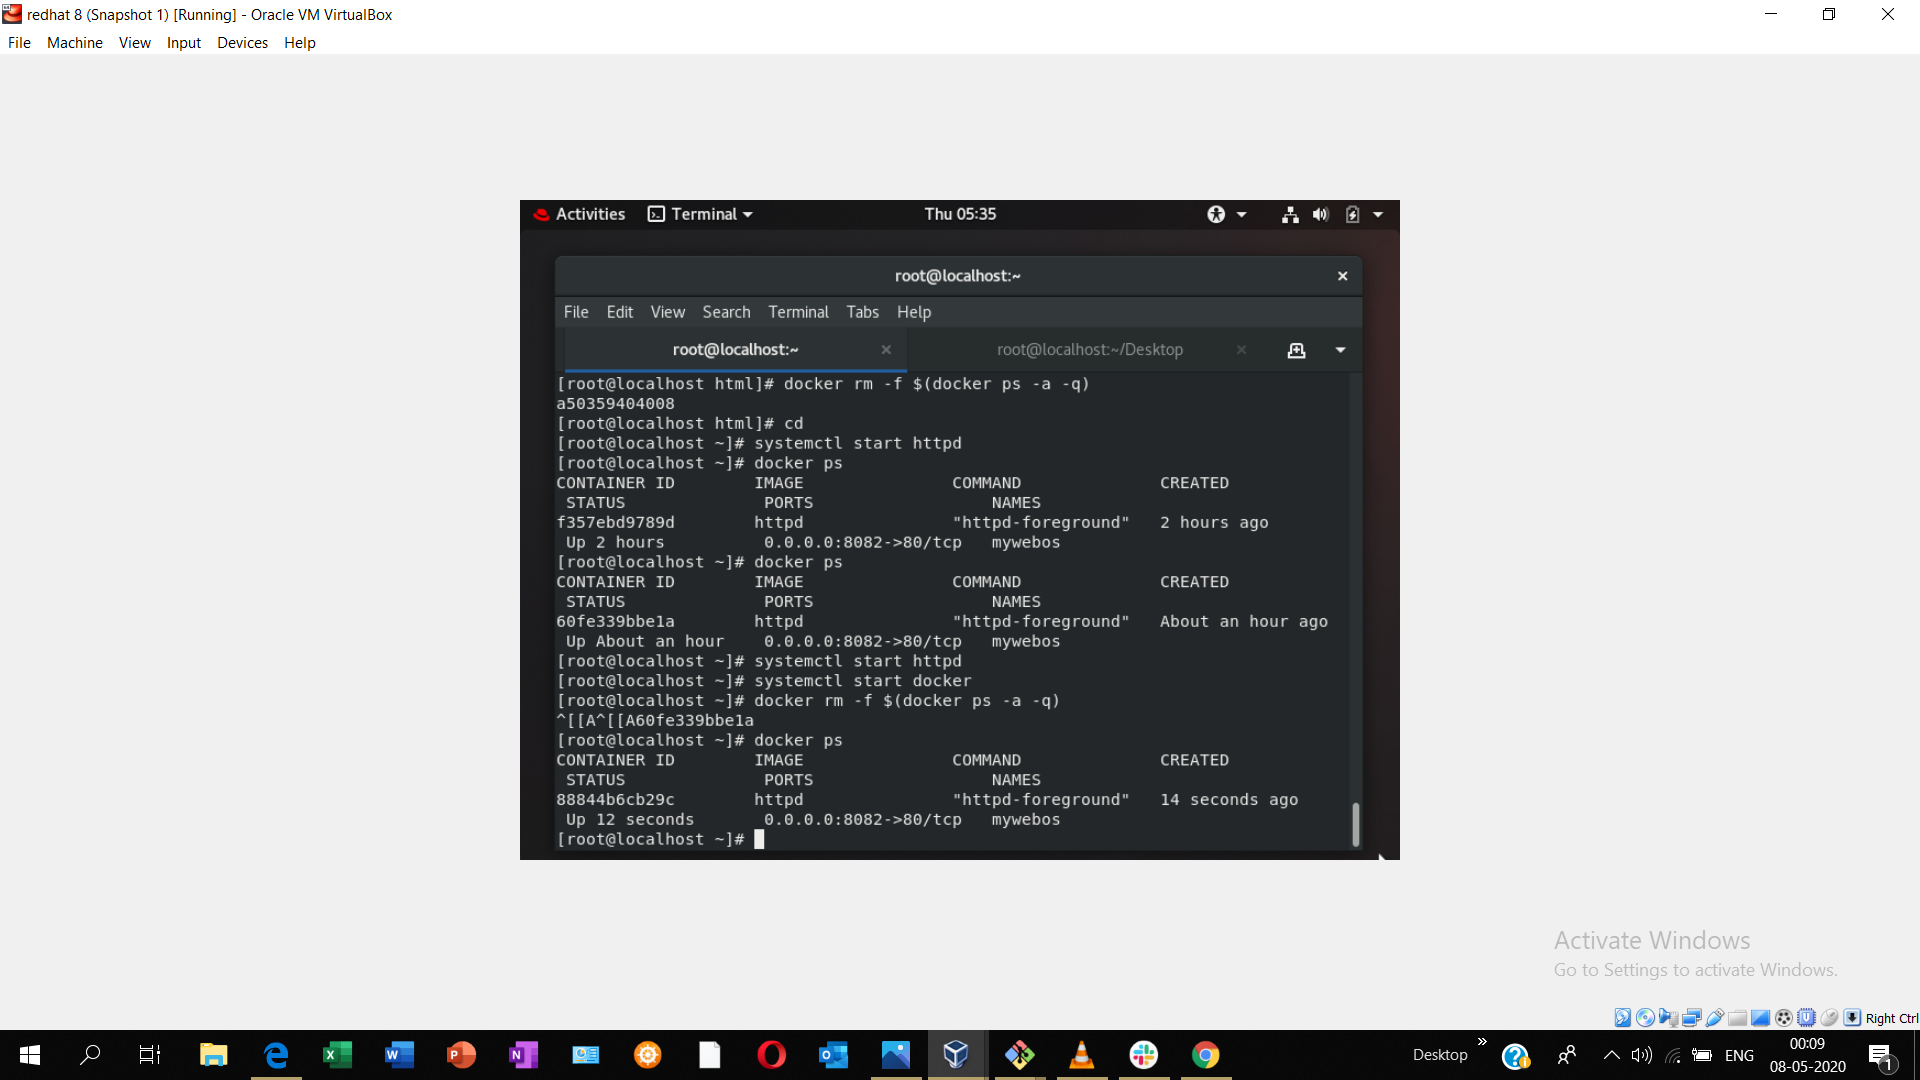 redhat 8 (Snapshot 1) [Running] - Oracle VM VirtualBox
File Machine View Input Devices Help
Activities Terminal Thu 05:35
root@localhost:~
File Edit View Search Terminal Tabs Help
root@localhost:~ root@localhost:~/Desktop
[root@localhost html]# docker rm -f $(docker ps -a -q)
a50359404008
[root@localhost html]# cd
[root@localhost ~]# systemctl start httpd
[root@localhost ~]# docker ps
CONTAINER ID IMAGE COMMAND CREATED
STATUS PORTS NAMES
f357ebd9789d httpd "httpd-foreground" 2 hours ago
Up 2 hours 0.0.0.0:8082->80/tcp mywebos
[root@localhost ~]# docker ps
CONTAINER ID IMAGE COMMAND CREATED
STATUS PORTS NAMES
60fe339bbe1a httpd "httpd-foreground" About an hour ago
Up About an hour 0.0.0.0:8082->80/tcp mywebos
[root@localhost ~]# systemctl start httpd
[root@localhost ~]# systemctl start docker
[root@localhost ~]# docker rm -f $(docker ps -a -q)
^[[A^[[A60fe339bbe1a
[root@localhost ~]# docker ps
CONTAINER ID IMAGE COMMAND CREATED
STATUS PORTS NAMES
88844b6cb29c httpd "httpd-foreground" 14 seconds ago
Up 12 seconds 0.0.0.0:8082->80/tcp mywebos
[root@localhost ~]#
Activate Windows
Go to Settings to activate Windows.
Right Ctrl
Desktop ENG 00:09
08-05-2020
1